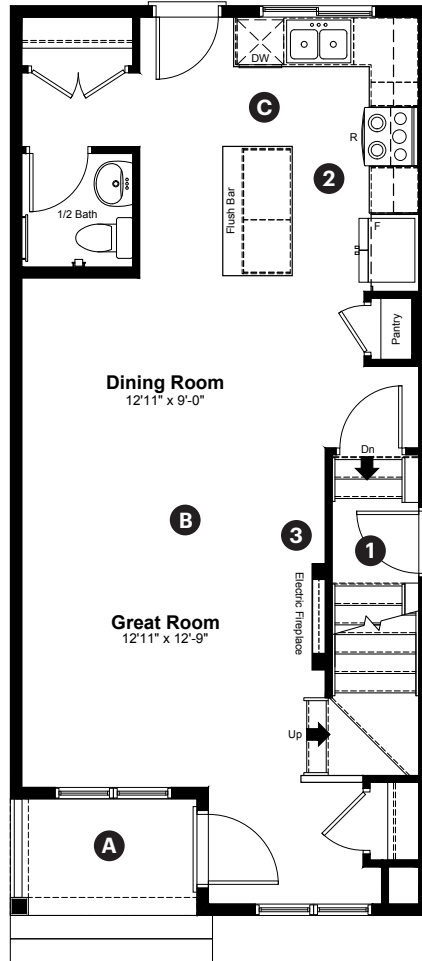 DW
C
R
2
1/2 Bath
Flush Bar
F
Pantry
Dining Room
12'11" x 9'-0"
Dn
B
3
1
Electric Fireplace
Great Room
12'11" x 12'-9"
Up
A